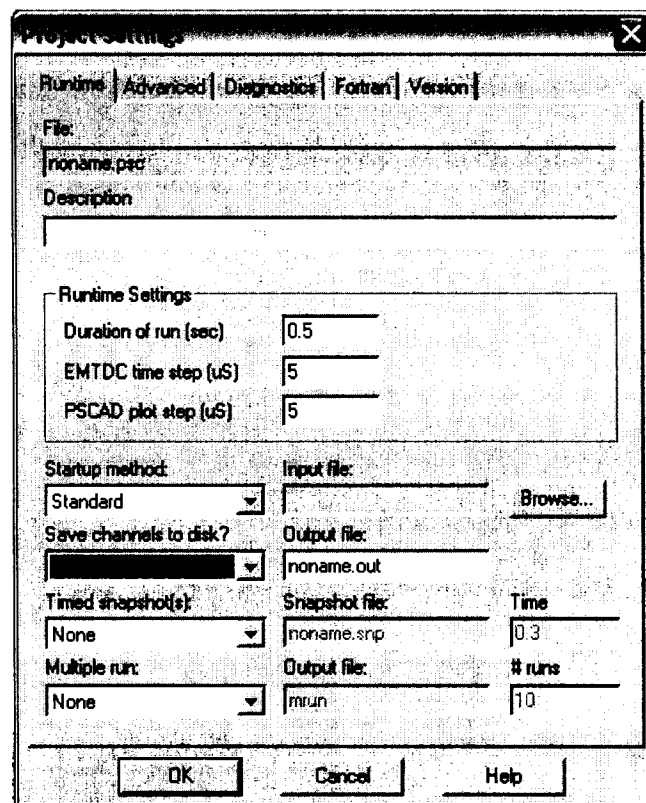 Project Settings
Runtime Advanced Diagnostics Fortran Version
File:
noname.psc
Description
Runtime Settings
Duration of run (sec) 0.5
EMTDC time step (uS) 5
PSCAD plot step (uS) 5
Startup method: Input file:
Standard Browse...
Save channels to disk? Output file:
noname.out
Timed snapshot(s): Snapshot file: Time
None noname.snp 0.3
Multiple run: Output file: # runs
None mrun 10
OK Cancel Help